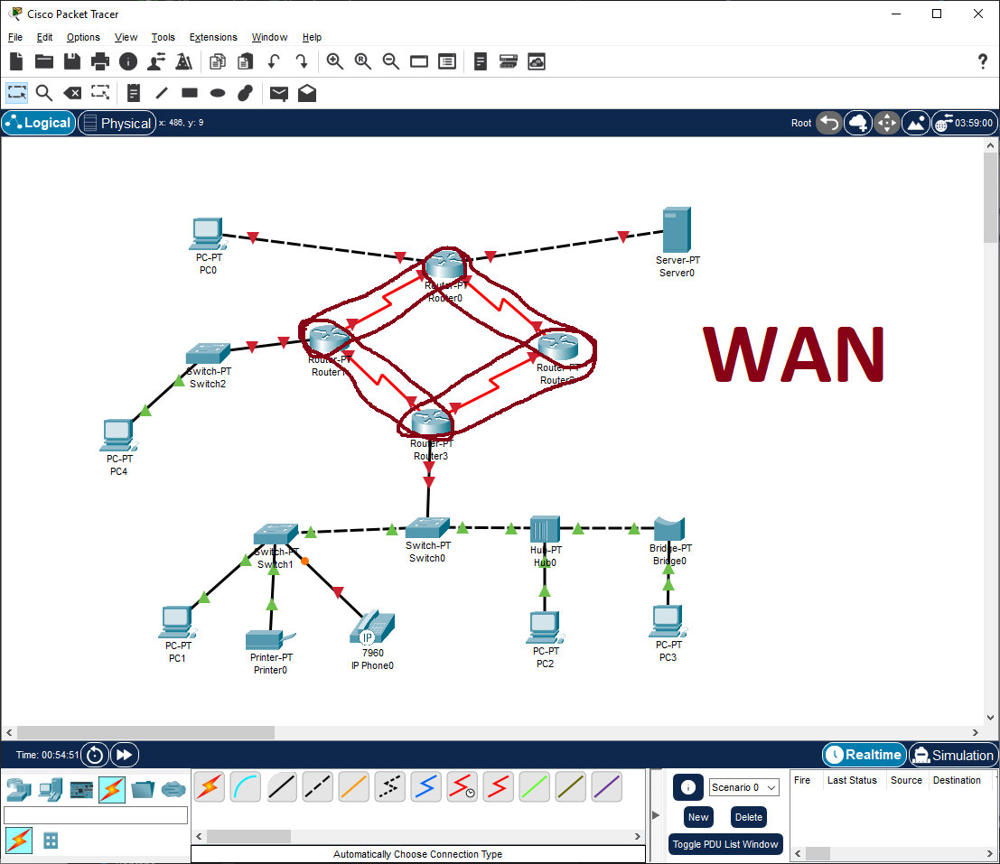 Cisco Packet Tracer
File Edit Options View Tools Extensions Window Help
Logical Physical x: 486, y: 9 Root 03:59:00
PC-PT
PC0
Server-PT
Server0
Router-PT
Router0
WAN
Router-PT
Router1
Router-PT
Router2
Switch-PT
Switch2
PC-PT
PC4
Router-PT
Router3
Switch-PT
Switch1
Switch-PT
Switch0
Hub-PT
Hub0
Bridge-PT
Bridge0
PC-PT
PC1
Printer-PT
Printer0
IP
7960
IP Phone0
PC-PT
PC2
PC-PT
PC3
Time: 00:54:51 Realtime Simulation
Scenario 0
New Delete
Toggle PDU List Window
Fire Last Status Source Destination
Automatically Choose Connection Type